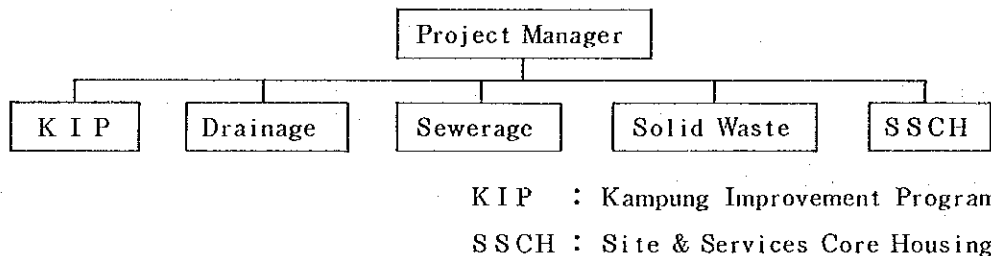 Project Manager
KIP Drainage Sewerage Solid Waste SSCH
KIP : Kampung Improvement Program
SSCH : Site & Services Core Housing